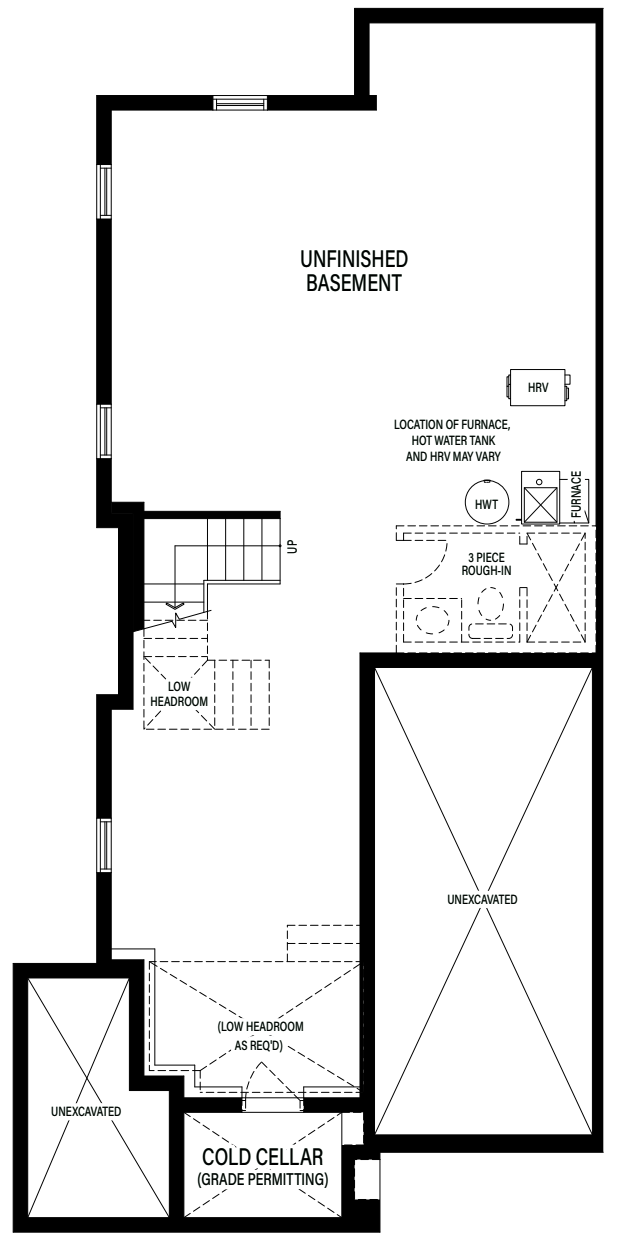 UNFINISHED
BASEMENT
HRV
LOCATION OF FURNACE,
HOT WATER TANK
AND HRV MAY VARY
HWT
FURNACE
UP
3 PIECE
ROUGH-IN
LOW
HEADROOM
UNEXCAVATED
(LOW HEADROOM
AS REQ'D)
UNEXCAVATED
COLD CELLAR
(GRADE PERMITTING)